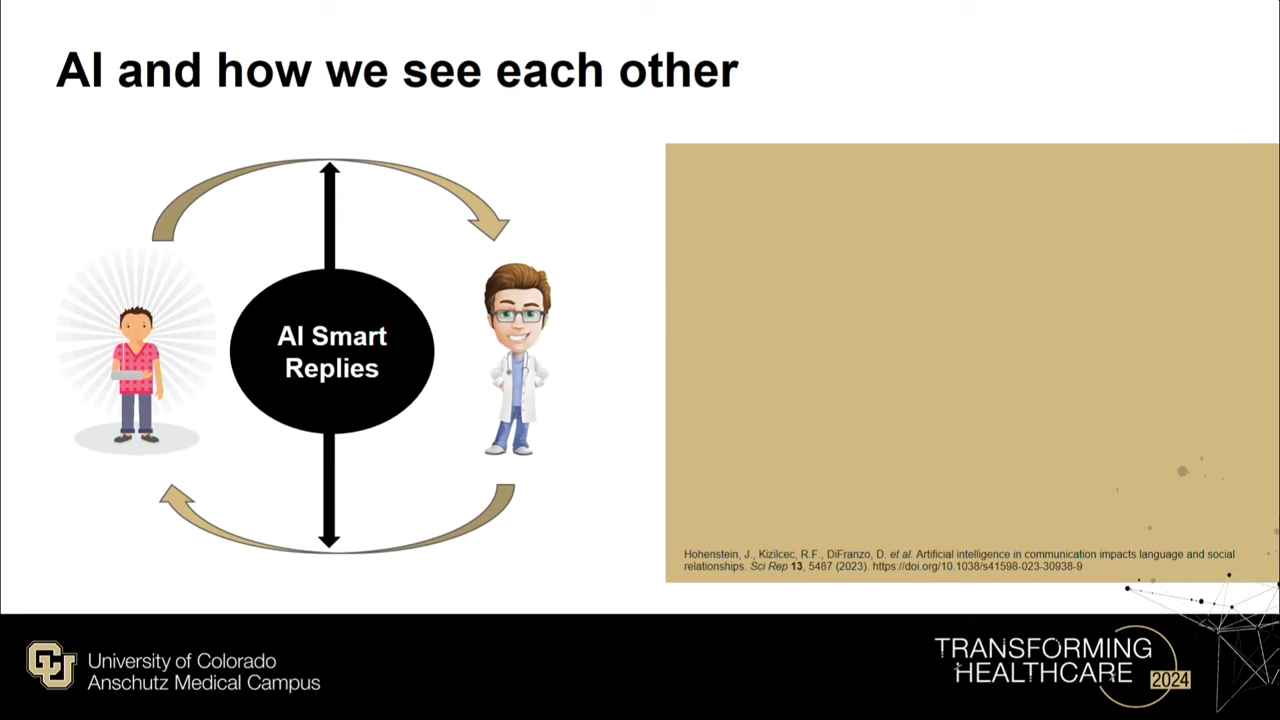 AI and how we see each other
AI Smart
Replies
Hohenstein, J., Kizilcec, R.F., DiFranzo, D. et al. Artificial intelligence in communication impacts language and social
relationships. Sci Rep 13, 5487 (2023). https://doi.org/10.1038/s41598-023-30938-9
CU
University of Colorado
Anschutz Medical Campus
TRANSFORMING
HEALTHCARE
2024